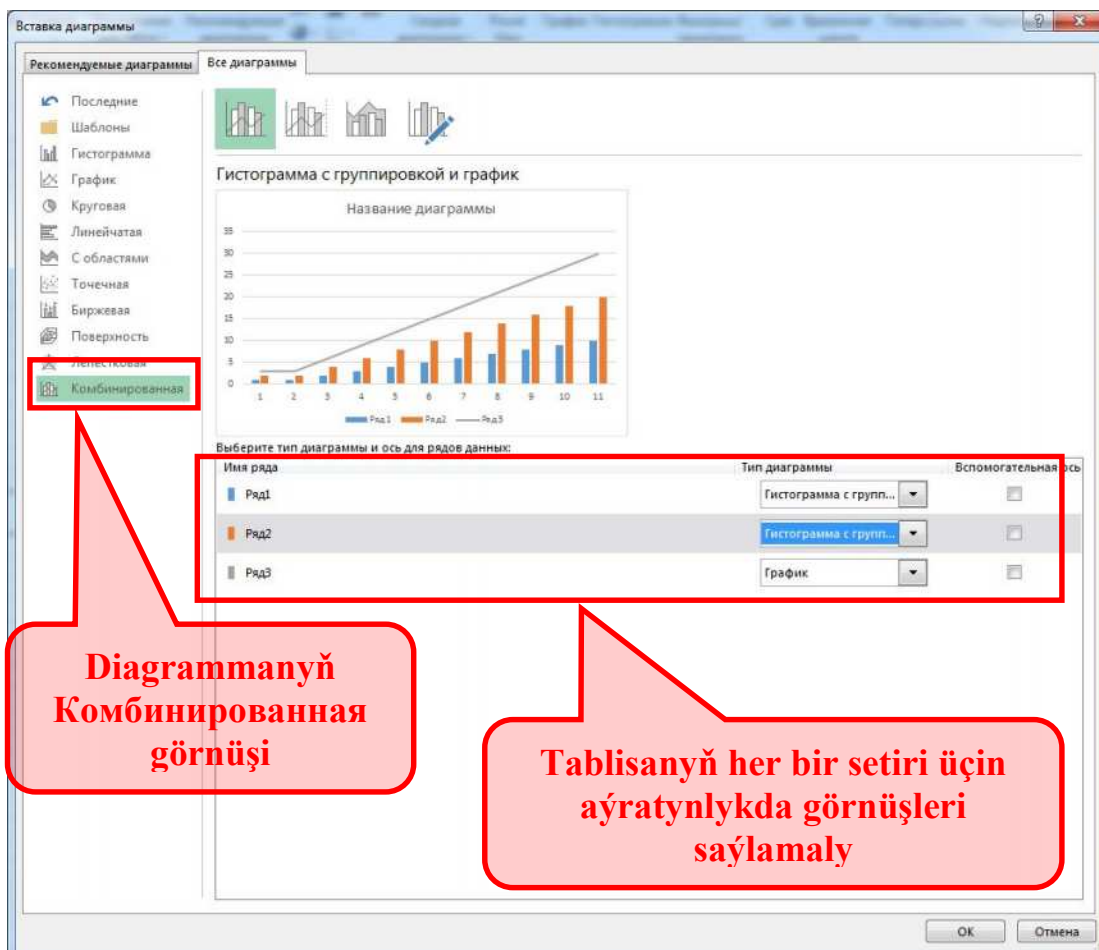 Вставка диаграммы
Рекомендуемые диаграммы
Все диаграммы
Последние
Шаблоны
Гистограмма
График
Круговая
Линейчатая
С областями
Точечная
Биржевая
Поверхность
Лепестковая
Комбинированная
Гистограмма с группировкой и график
Название диаграммы
35
30
25
20
15
10
5
0
1 2 3 4 5 6 7 8 9 10 11
Ряд1 Ряд2 Ряд3
Выберите тип диаграммы и ось для рядов данных:
Имя ряда Тип диаграммы Вспомогательная ось
Ряд1 Гистограмма с групп...
Ряд2 Гистограмма с групп...
Ряд3 График
Diagrammanyň
Комбинированная
görnüşi
Tablisanyň her bir setiri üçin
aýratynlykda görnüşleri
saýlamaly
ОК Отмена